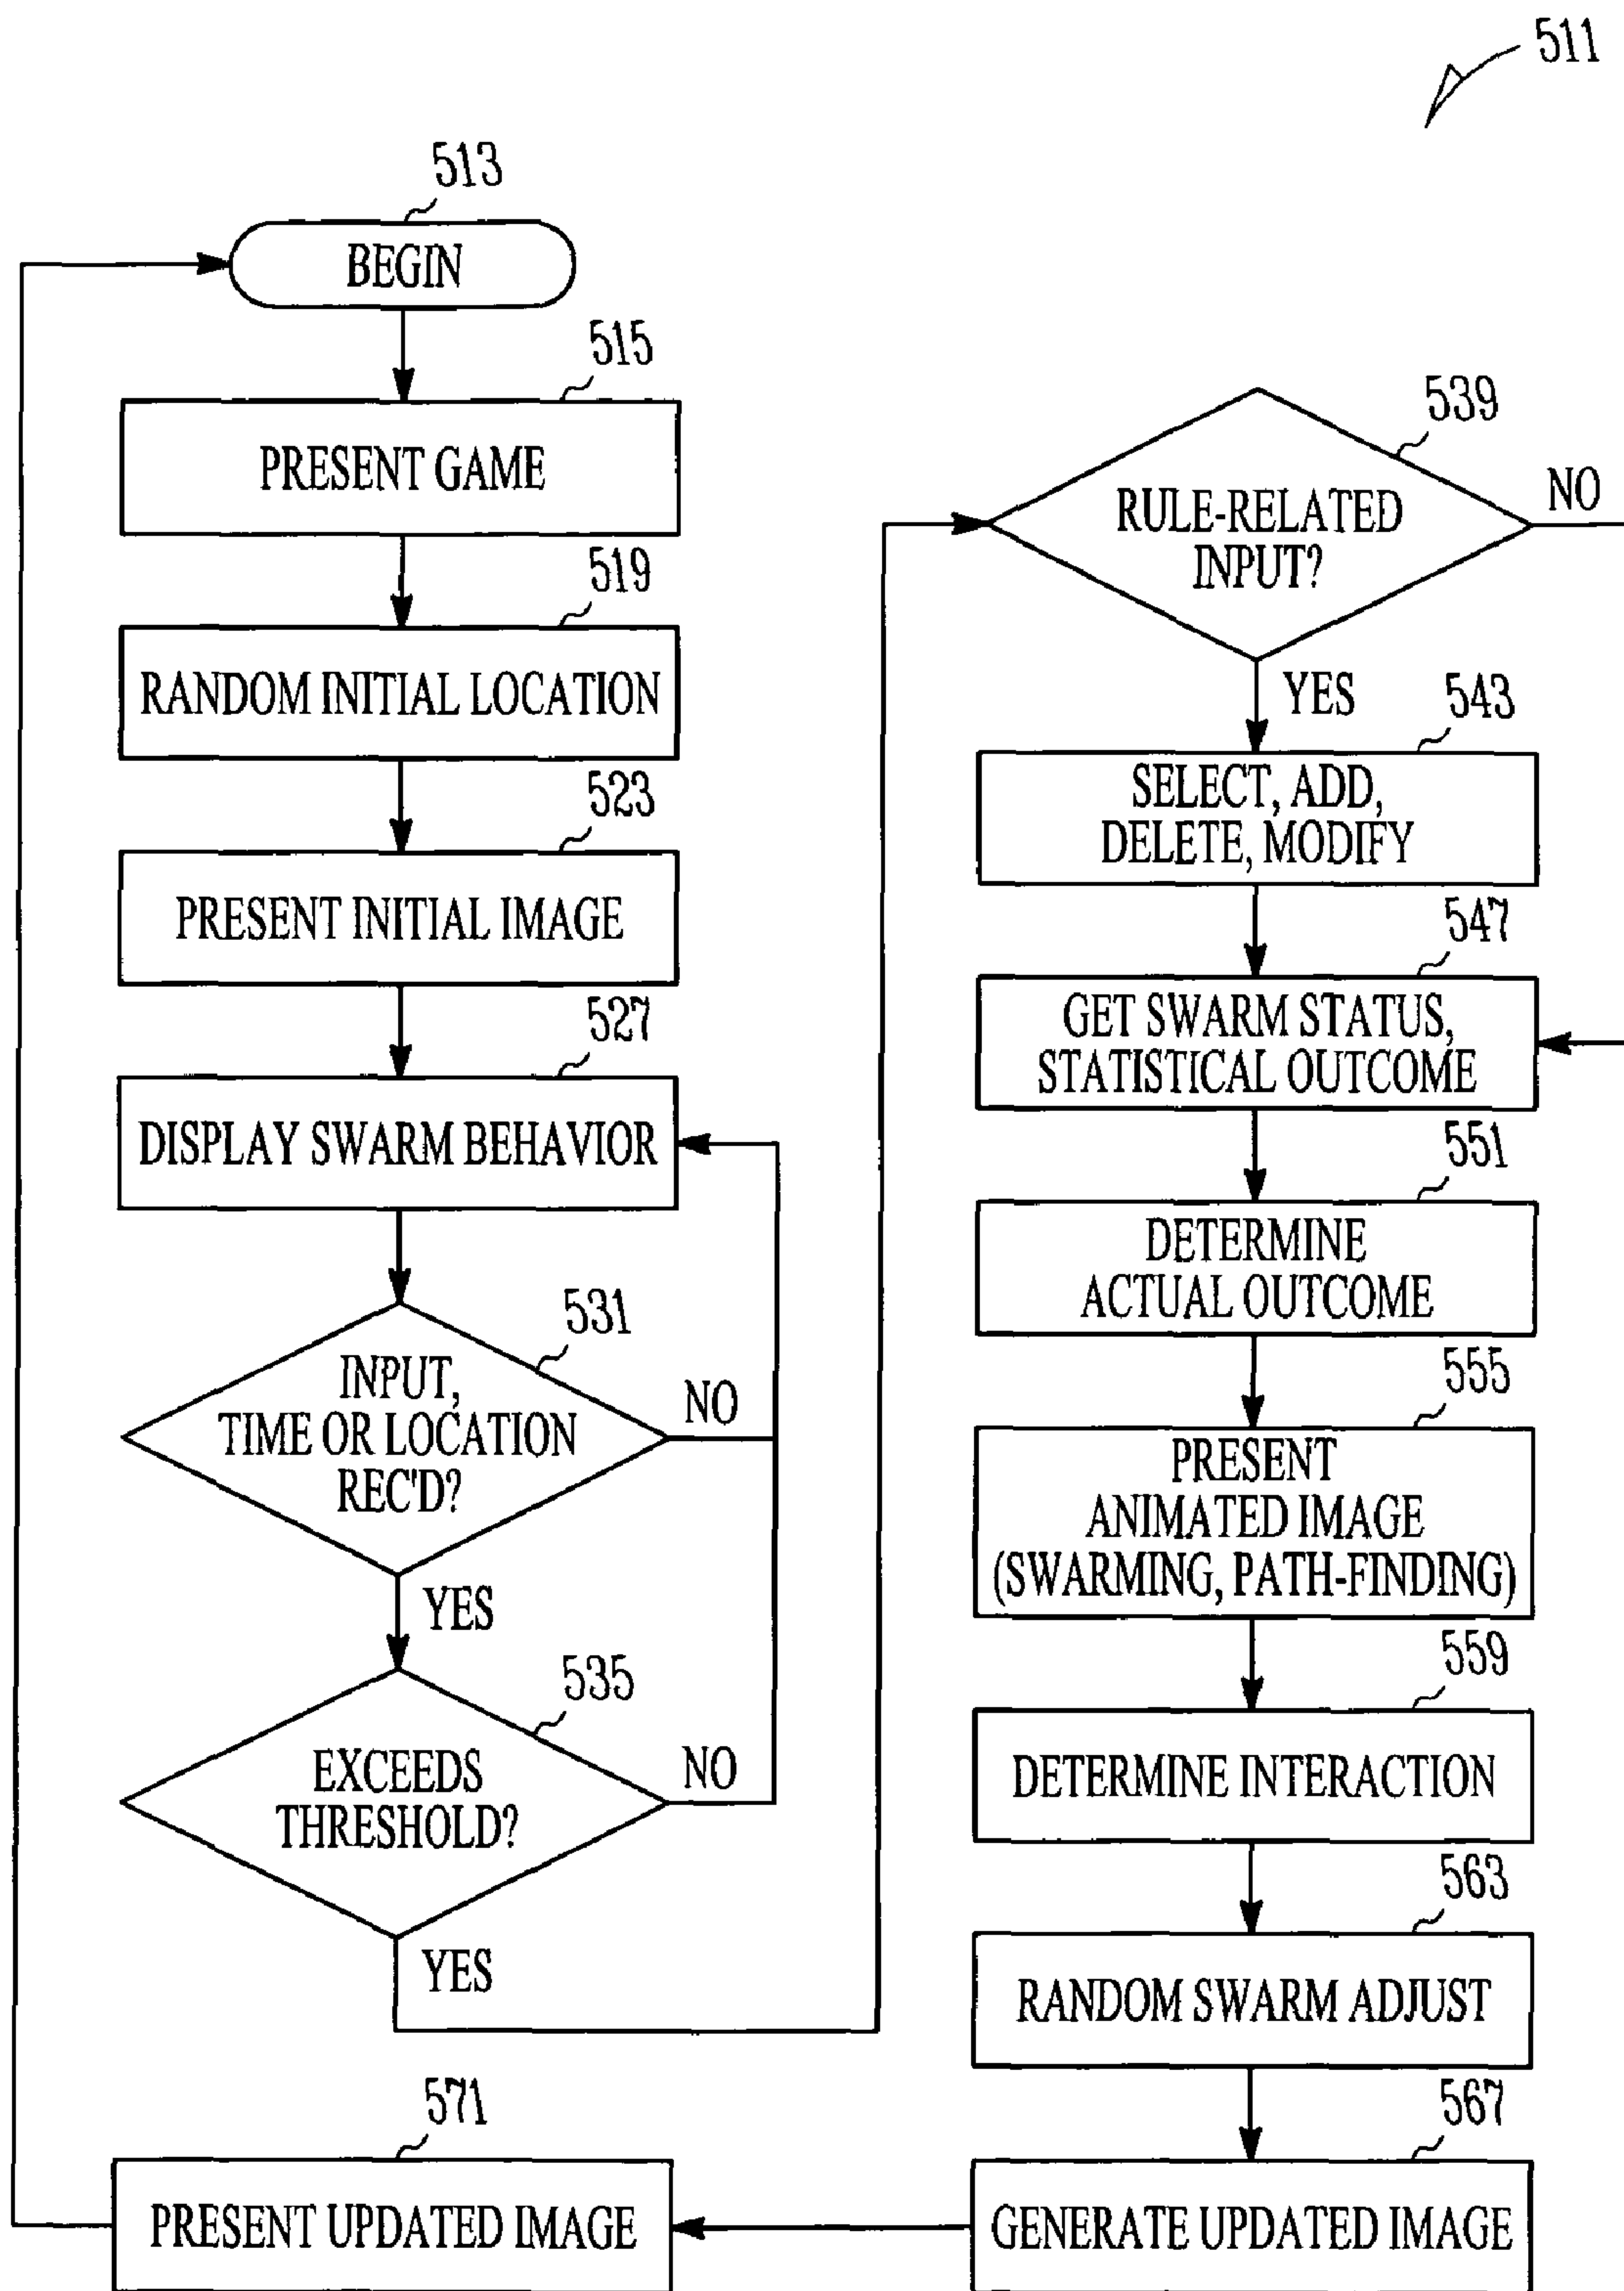 511
513
BEGIN
515
PRESENT GAME
519
RANDOM INITIAL LOCATION
523
PRESENT INITIAL IMAGE
527
DISPLAY SWARM BEHAVIOR
531
INPUT,
TIME OR LOCATION
REC'D?
NO
YES
535
EXCEEDS
THRESHOLD?
NO
YES
539
RULE-RELATED
INPUT?
NO
YES
543
SELECT, ADD,
DELETE, MODIFY
547
GET SWARM STATUS,
STATISTICAL OUTCOME
551
DETERMINE
ACTUAL OUTCOME
555
PRESENT
ANIMATED IMAGE
(SWARMING, PATH-FINDING)
559
DETERMINE INTERACTION
563
RANDOM SWARM ADJUST
567
GENERATE UPDATED IMAGE
571
PRESENT UPDATED IMAGE